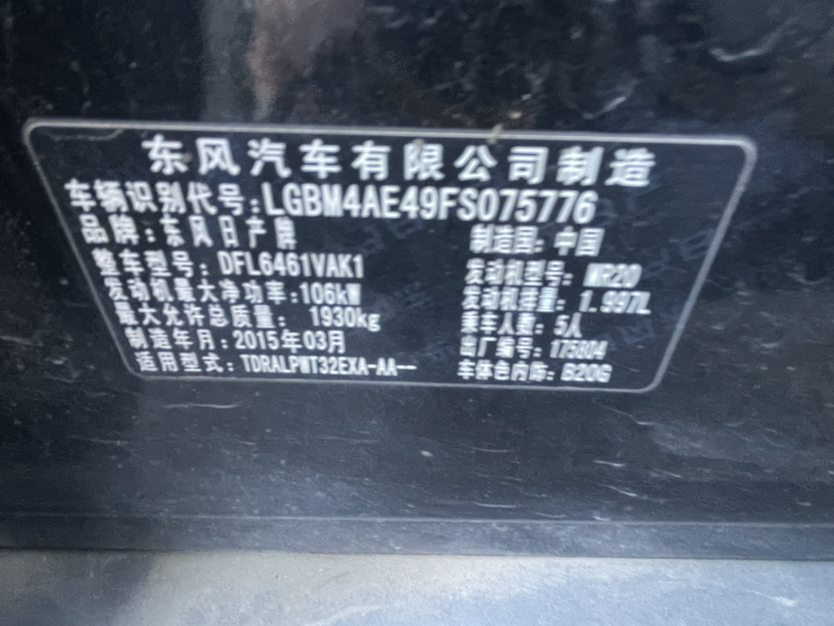 东风汽车有限公司制造
车辆识别代号:LGBM4AE49FS075776
品牌:东风日产牌 制造国:中国
整车型号:DFL6461VAK1 发动机型号:MR20
发动机最大净功率:106kW 发动机排量:1.997L
最大允许总质量: 1930kg 乘车人数:5人
制造年月:2015年03月 出厂编号:175804
适用型式:TDRALPWT32EXA-AA-- 车体色内饰:B20G